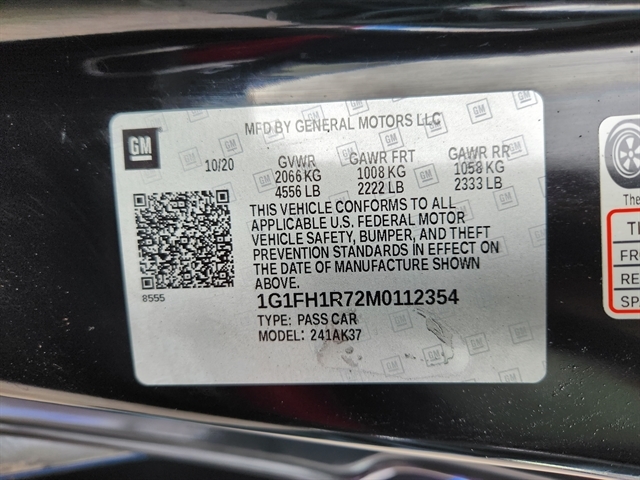 MFD BY GENERAL MOTORS LLC
GM
10/20
GVWR GAWR FRT GAWR RR
2066 KG 1008 KG 1058 KG
4556 LB 2222 LB 2333 LB
THIS VEHICLE CONFORMS TO ALL
APPLICABLE U.S. FEDERAL MOTOR
VEHICLE SAFETY, BUMPER, AND THEFT
PREVENTION STANDARDS IN EFFECT ON
THE DATE OF MANUFACTURE SHOWN
ABOVE.
8555
1G1FH1R72M0112354
TYPE: PASS CAR
MODEL: 241AK37
The